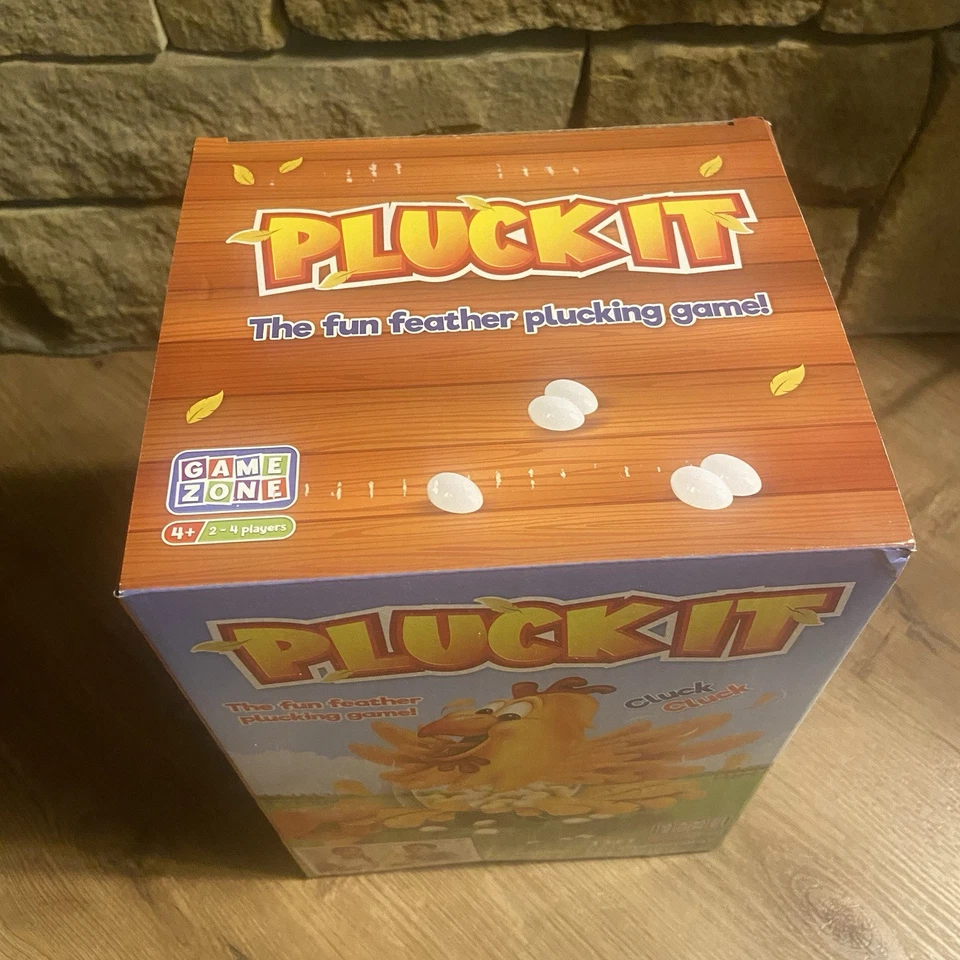 PLUCK IT
The fun feather plucking game!
GAME
ZONE
4+ 2 - 4 players
PLUCK IT
The fun feather
plucking game!
Cluck
Cluck